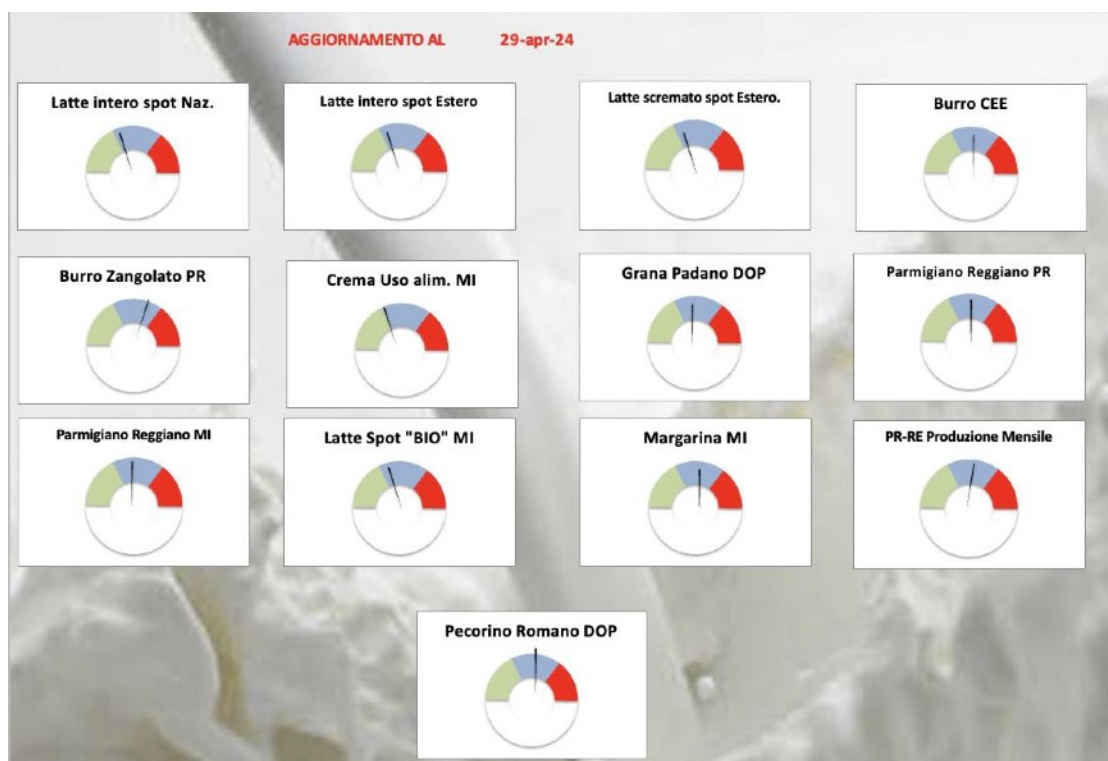 AGGIORNAMENTO AL 29-apr-24
Latte intero spot Naz.
Latte intero spot Estero
Latte scremato spot Estero.
Burro CEE
Burro Zangolato PR
Crema Uso alim. MI
Grana Padano DOP
Parmigiano Reggiano PR
Parmigiano Reggiano MI
Latte Spot "BIO" MI
Margarina MI
PR-RE Produzione Mensile
Pecorino Romano DOP